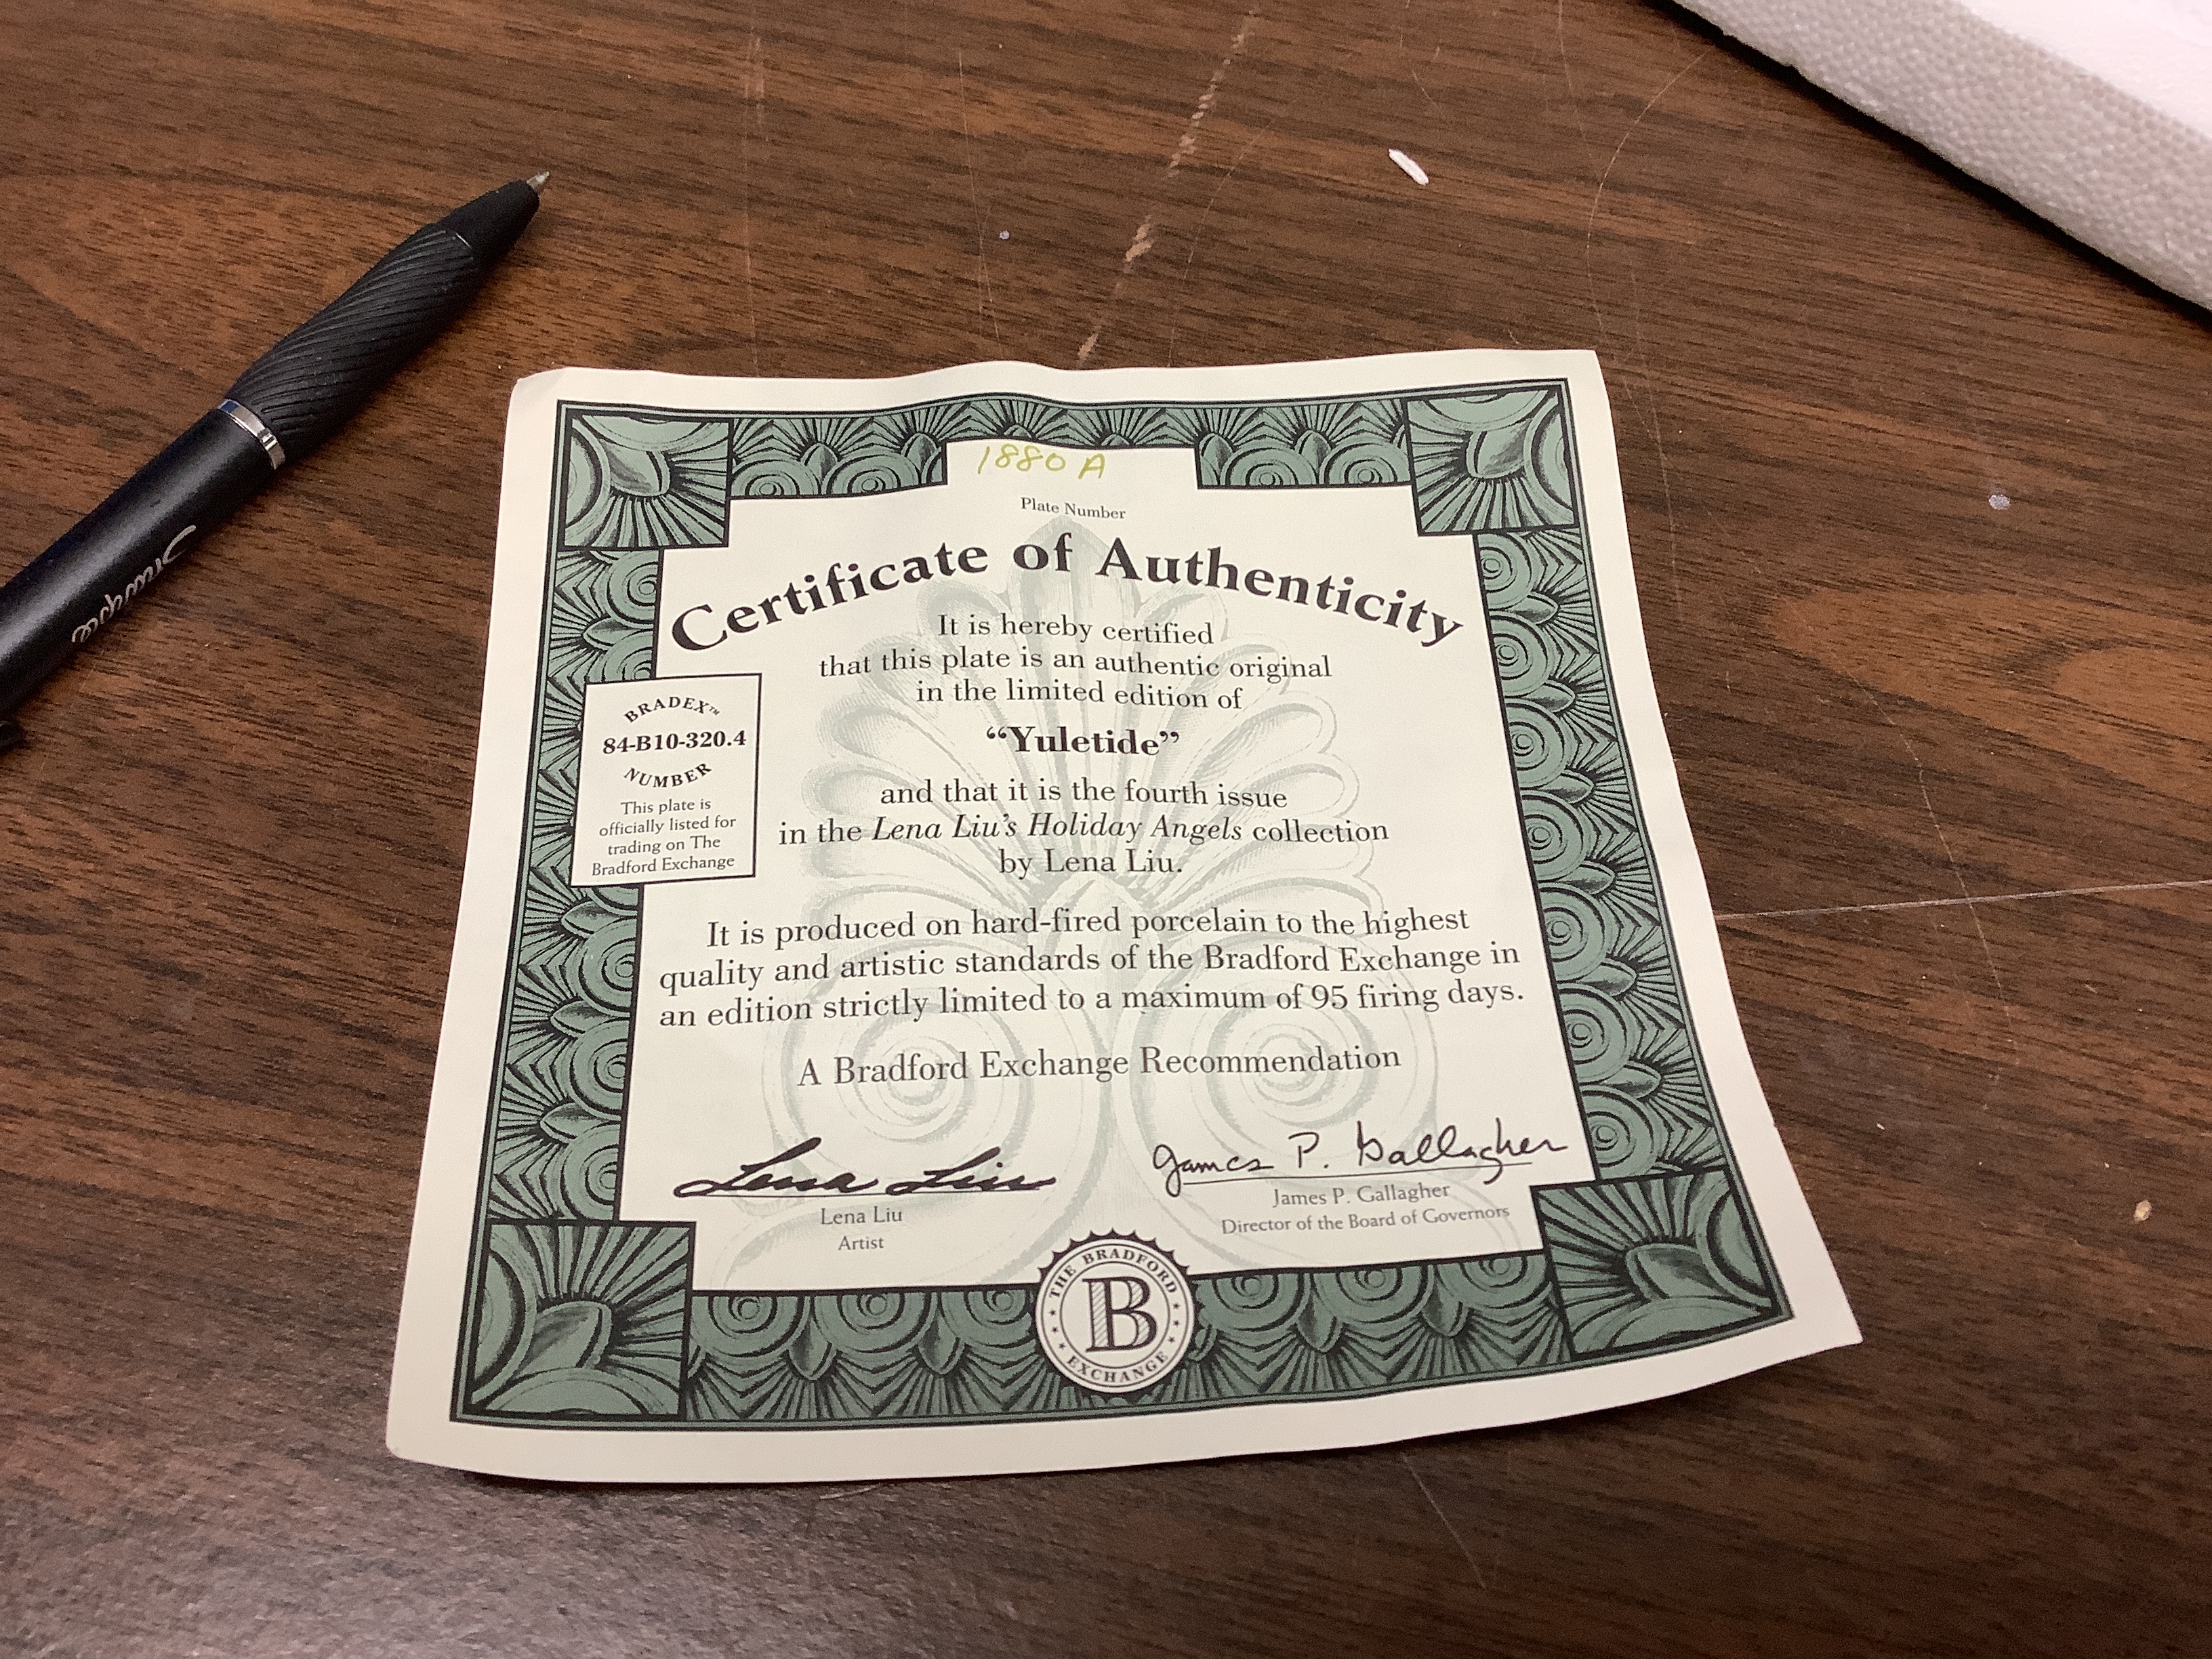 1880 A
Plate Number
Certificate of Authenticity
It is hereby certified
that this plate is an authentic original
in the limited edition of
“Yuletide”
and that it is the fourth issue
in the Lena Liu’s Holiday Angels collection
by Lena Liu.
BRADEX™
84-B10-320.4
NUMBER
This plate is
officially listed for
trading on The
Bradford Exchange
It is produced on hard-fired porcelain to the highest
quality and artistic standards of the Bradford Exchange in
an edition strictly limited to a maximum of 95 firing days.
A Bradford Exchange Recommendation
Lena Liu
Lena Liu
Artist
James P. Gallagher
James P. Gallagher
Director of the Board of Governors
THE BRADFORD
B
EXCHANGE